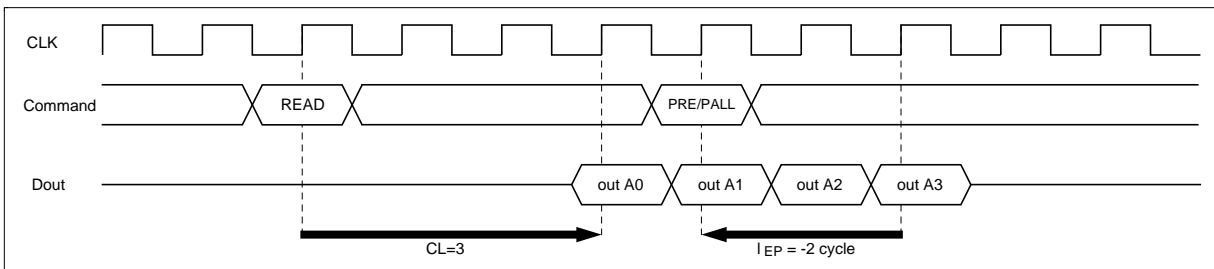 CLK
Command
READ
PRE/PALL
Dout
out A0
out A1
out A2
out A3
CL=3
l EP = -2 cycle